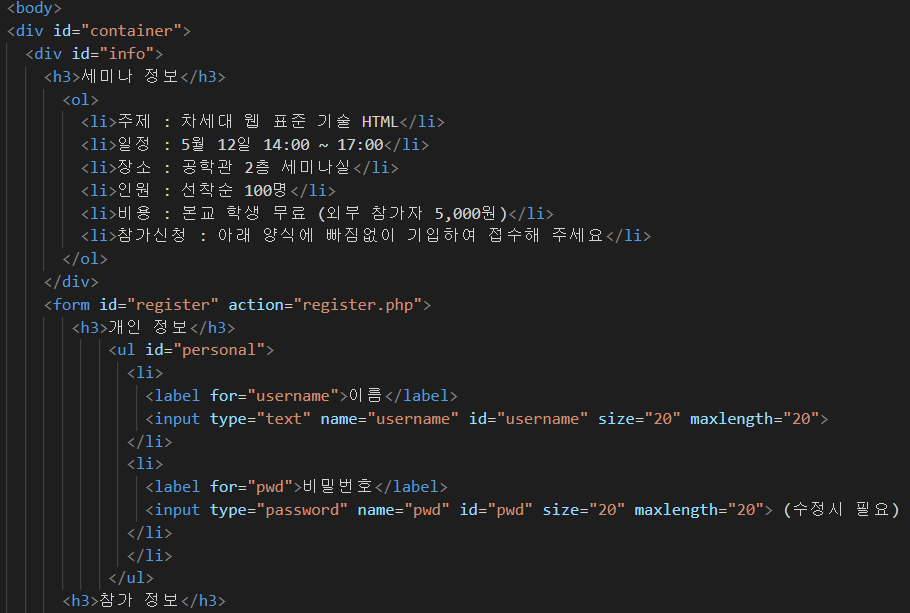 <body>
<div id="container">
<div id="info">
<h3>세미나 정보</h3>
<ol>
<li>주제 : 차세대 웹 표준 기술 HTML</li>
<li>일정 : 5월 12일 14:00 ~ 17:00</li>
<li>장소 : 공학관 2층 세미나실</li>
<li>인원 : 선착순 100명</li>
<li>비용 : 본교 학생 무료 (외부 참가자 5,000원)</li>
<li>참가신청 : 아래 양식에 빠짐없이 기입하여 접수해 주세요</li>
</ol>
</div>
<form id="register" action="register.php">
<h3>개인 정보</h3>
<ul id="personal">
<li>
<label for="username">이름</label>
<input type="text" name="username" id="username" size="20" maxlength="20">
</li>
<li>
<label for="pwd">비밀번호</label>
<input type="password" name="pwd" id="pwd" size="20" maxlength="20"> (수정시 필요)
</li>
</li>
</ul>
<h3>참가 정보</h3>